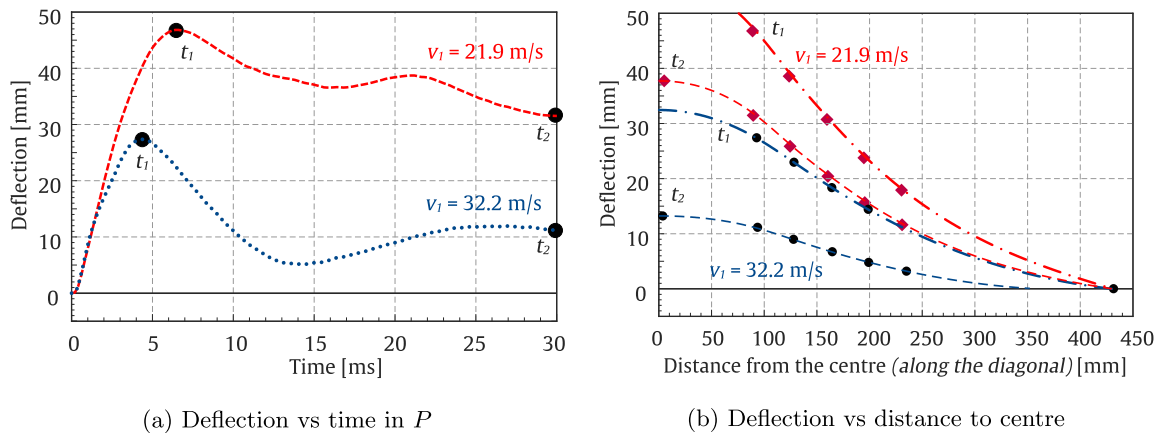 50
40
30
20
10
0
Deflection [mm]
t1
v1 = 21.9 m/s
t2
t1
v1 = 32.2 m/s
t2
0 5 10 15 20 25 30
Time [ms]
(a) Deflection vs time in P
50
40
30
20
10
0
Deflection [mm]
t1
v1 = 21.9 m/s
t2
t1
t2
v1 = 32.2 m/s
0 50 100 150 200 250 300 350 400 450
Distance from the centre (along the diagonal) [mm]
(b) Deflection vs distance to centre